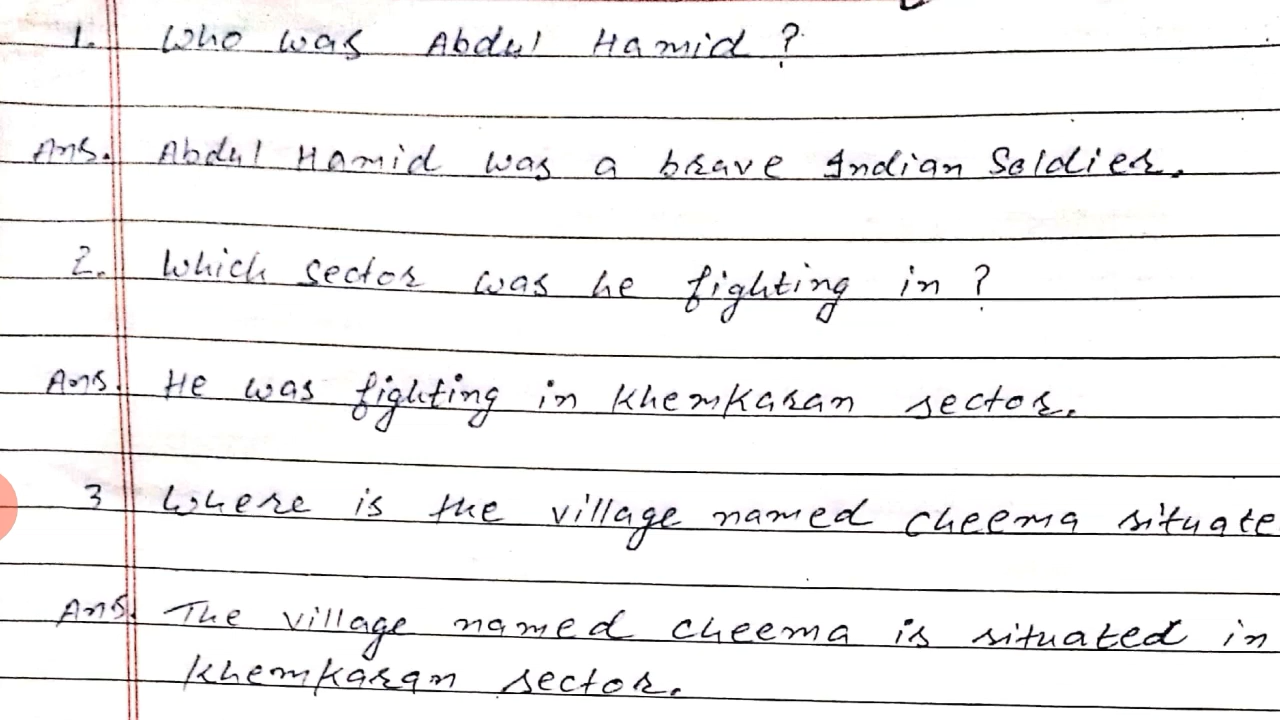 1. Who was Abdul Hamid ?
Ans. Abdul Hamid was a brave Indian Soldier.
2. Which sector was he fighting in ?
Ans. He was fighting in Khemkaran sector.
3 Where is the village named cheema situate
Ans. The village named cheema is situated in
Khemkaran sector.